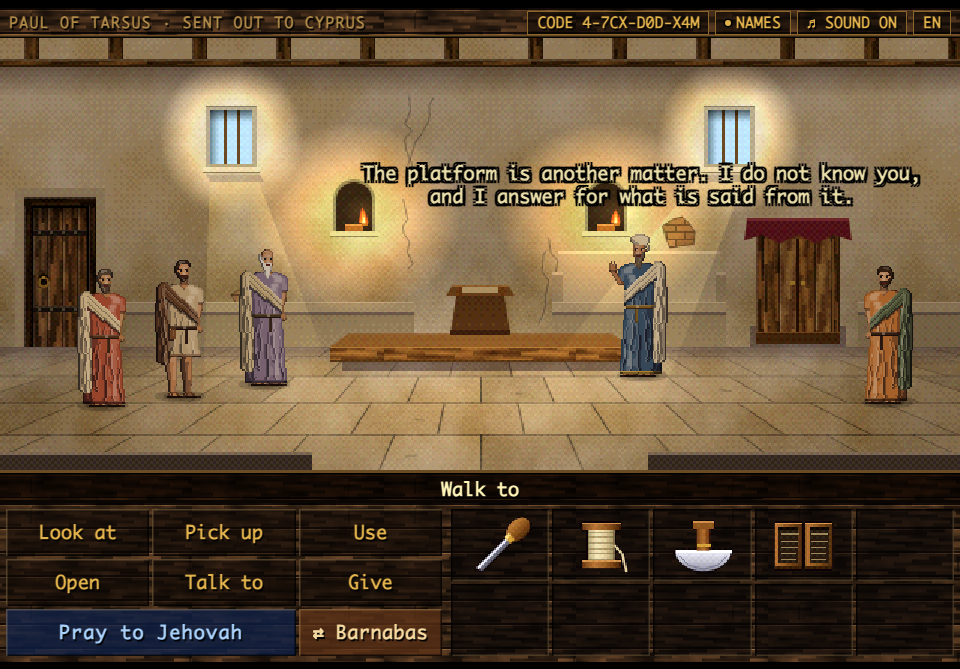 PAUL OF TARSUS · SENT OUT TO CYPRUS
CODE 4-7CX-D0D-X4M
• NAMES
♬ SOUND ON
EN
The platform is another matter. I do not know you,
and I answer for what is said from it.
Walk to
Look at
Pick up
Use
Open
Talk to
Give
Pray to Jehovah
⇄ Barnabas